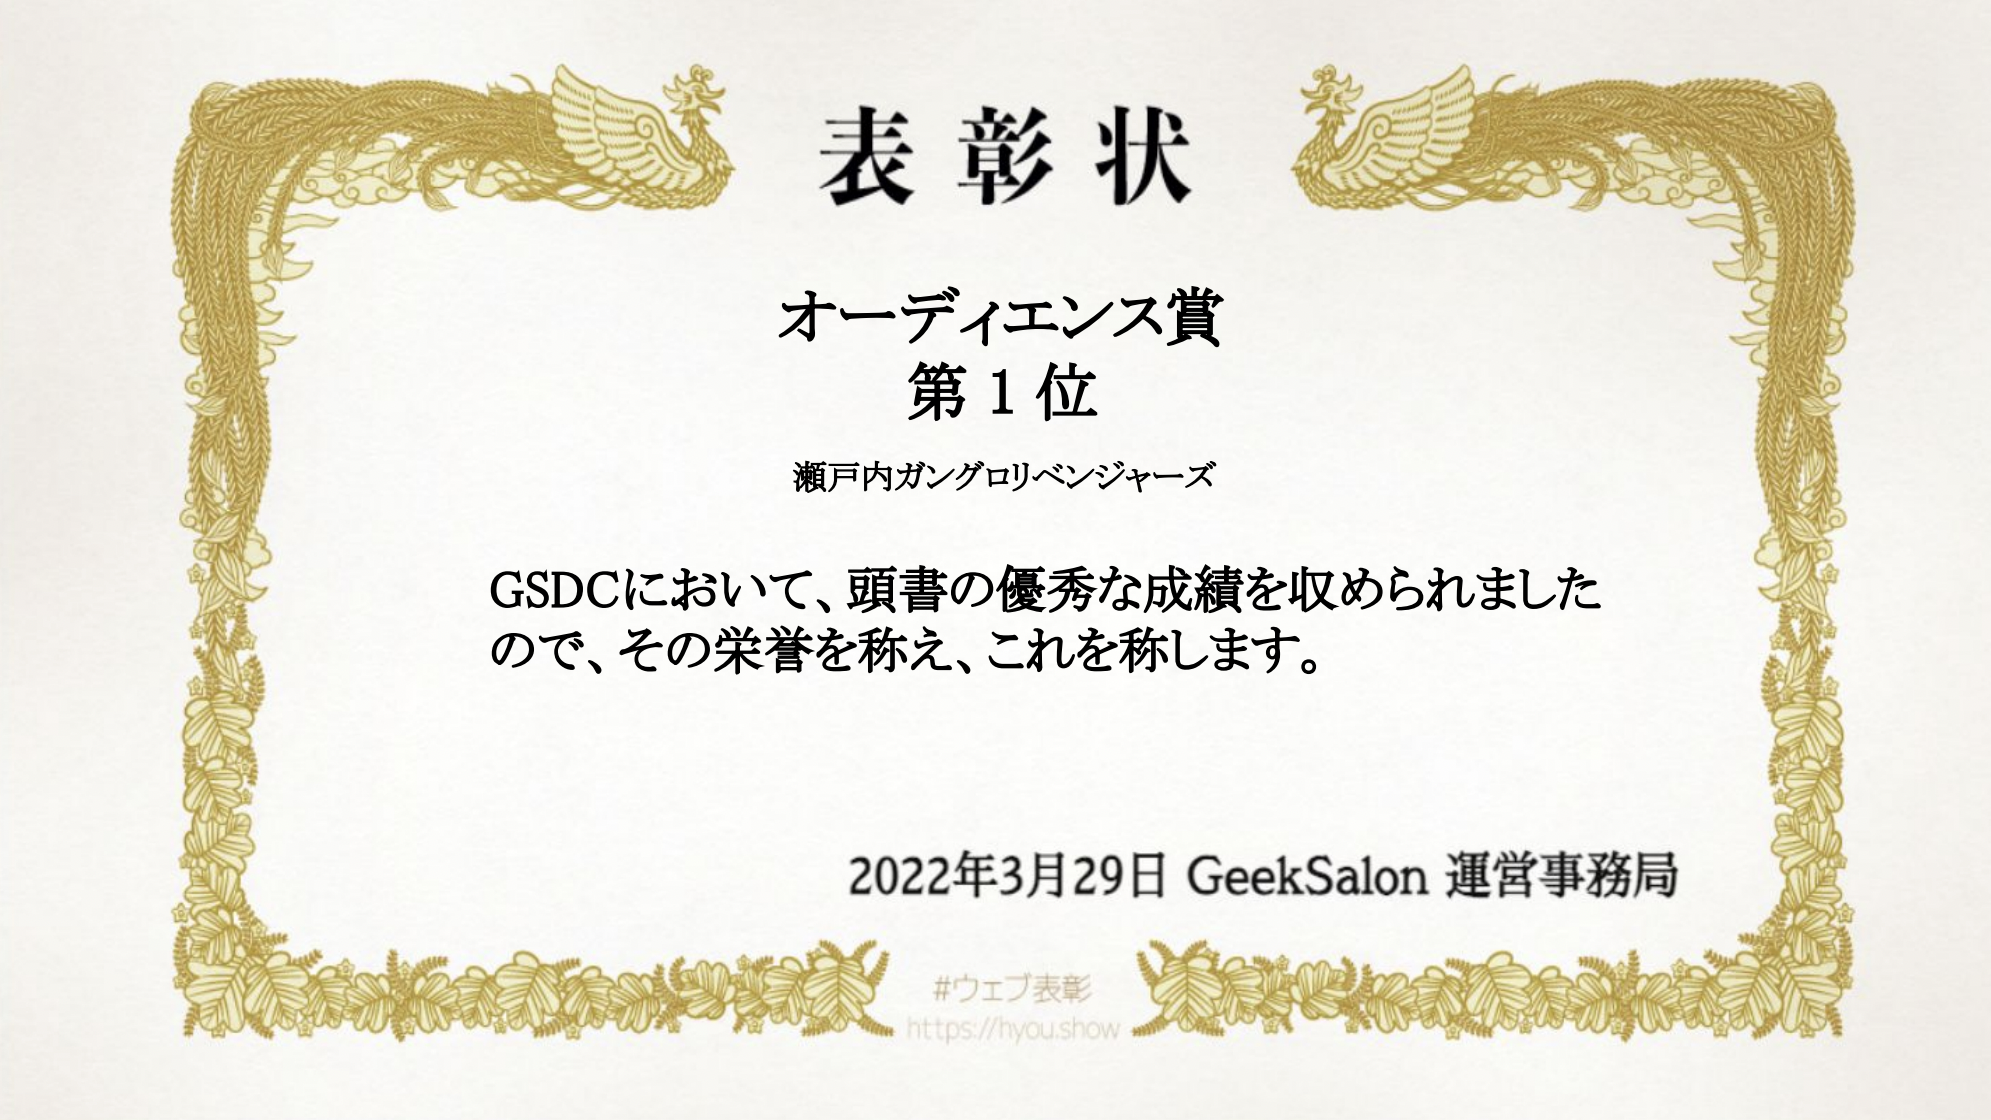 表彰状
オーディエンス賞
第1位
瀬戸内ガングロリベンジャーズ
GSDCにおいて、頭書の優秀な成績を収められました
ので、その栄誉を称え、これを称します。
2022年3月29日 GeekSalon 運営事務局
#ウェブ表彰
https://hyou.show